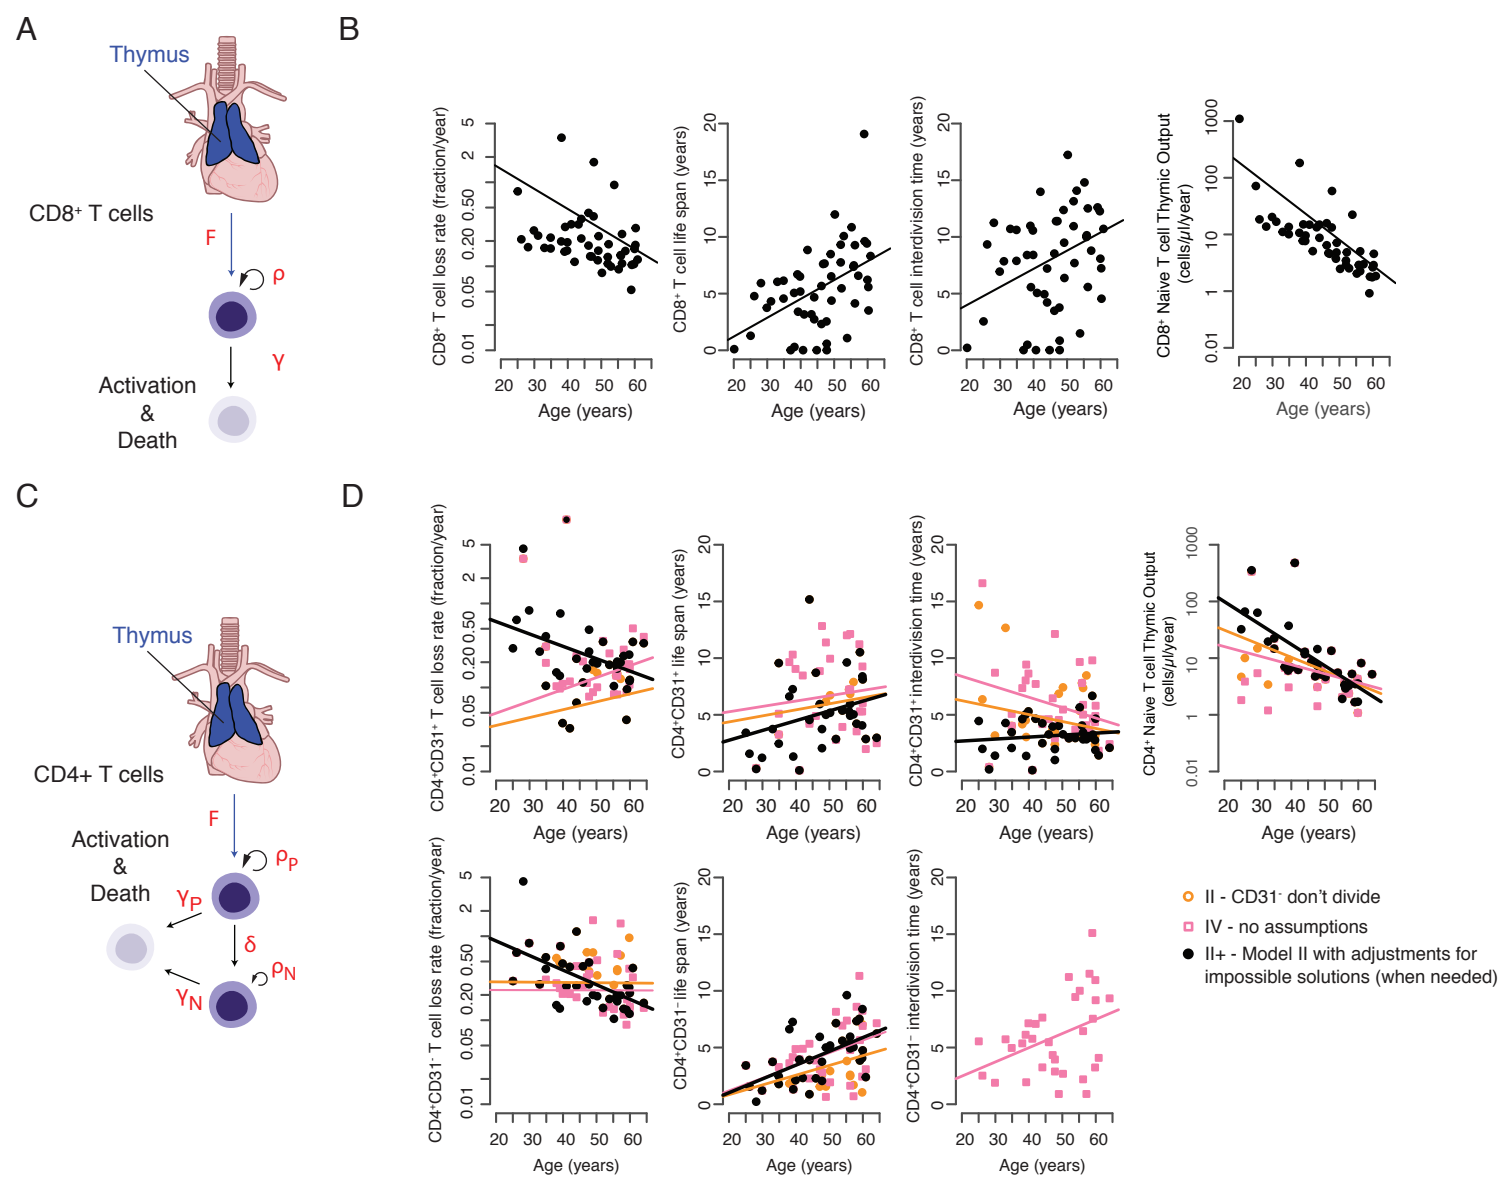 A
Thymus
CD8⁺ T cells
F
ρ
γ
Activation
&
Death
B
CD8⁺ T cell loss rate (fraction/year)
5
2
0.50
0.20
0.05
0.01
20 30 40 50 60
Age (years)
CD8⁺ T cell life span (years)
20
15
10
5
0
20 30 40 50 60
Age (years)
CD8⁺ T cell interdivision time (years)
20
15
10
5
0
20 30 40 50 60
Age (years)
CD8⁺ Naive T cell Thymic Output
(cells/μl/year)
1000
100
10
1
0.01
20 30 40 50 60
Age (years)
C
Thymus
CD4+ T cells
F
Activation
&
Death
ρP
γP
δ
ρN
γN
D
CD4⁺CD31⁺ T cell loss rate (fraction/year)
5
2
0.50
0.20
0.05
0.01
20 30 40 50 60
Age (years)
CD4⁺CD31⁺ life span (years)
20
15
10
5
0
20 30 40 50 60
Age (years)
CD4⁺CD31⁺ interdivision time (years)
20
15
10
5
0
20 30 40 50 60
Age (years)
CD4⁺ Naive T cell Thymic Output
(cells/μl/year)
1000
100
10
1
0.01
20 30 40 50 60
Age (years)
CD4⁺CD31⁻ T cell loss rate (fraction/year)
5
2
0.50
0.20
0.05
0.01
20 30 40 50 60
Age (years)
CD4⁺CD31⁻ life span (years)
20
15
10
5
0
20 30 40 50 60
Age (years)
CD4⁺CD31⁻ interdivision time (years)
20
15
10
5
0
20 30 40 50 60
Age (years)
II - CD31⁻ don't divide
IV - no assumptions
II+ - Model II with adjustments for
impossible solutions (when needed)